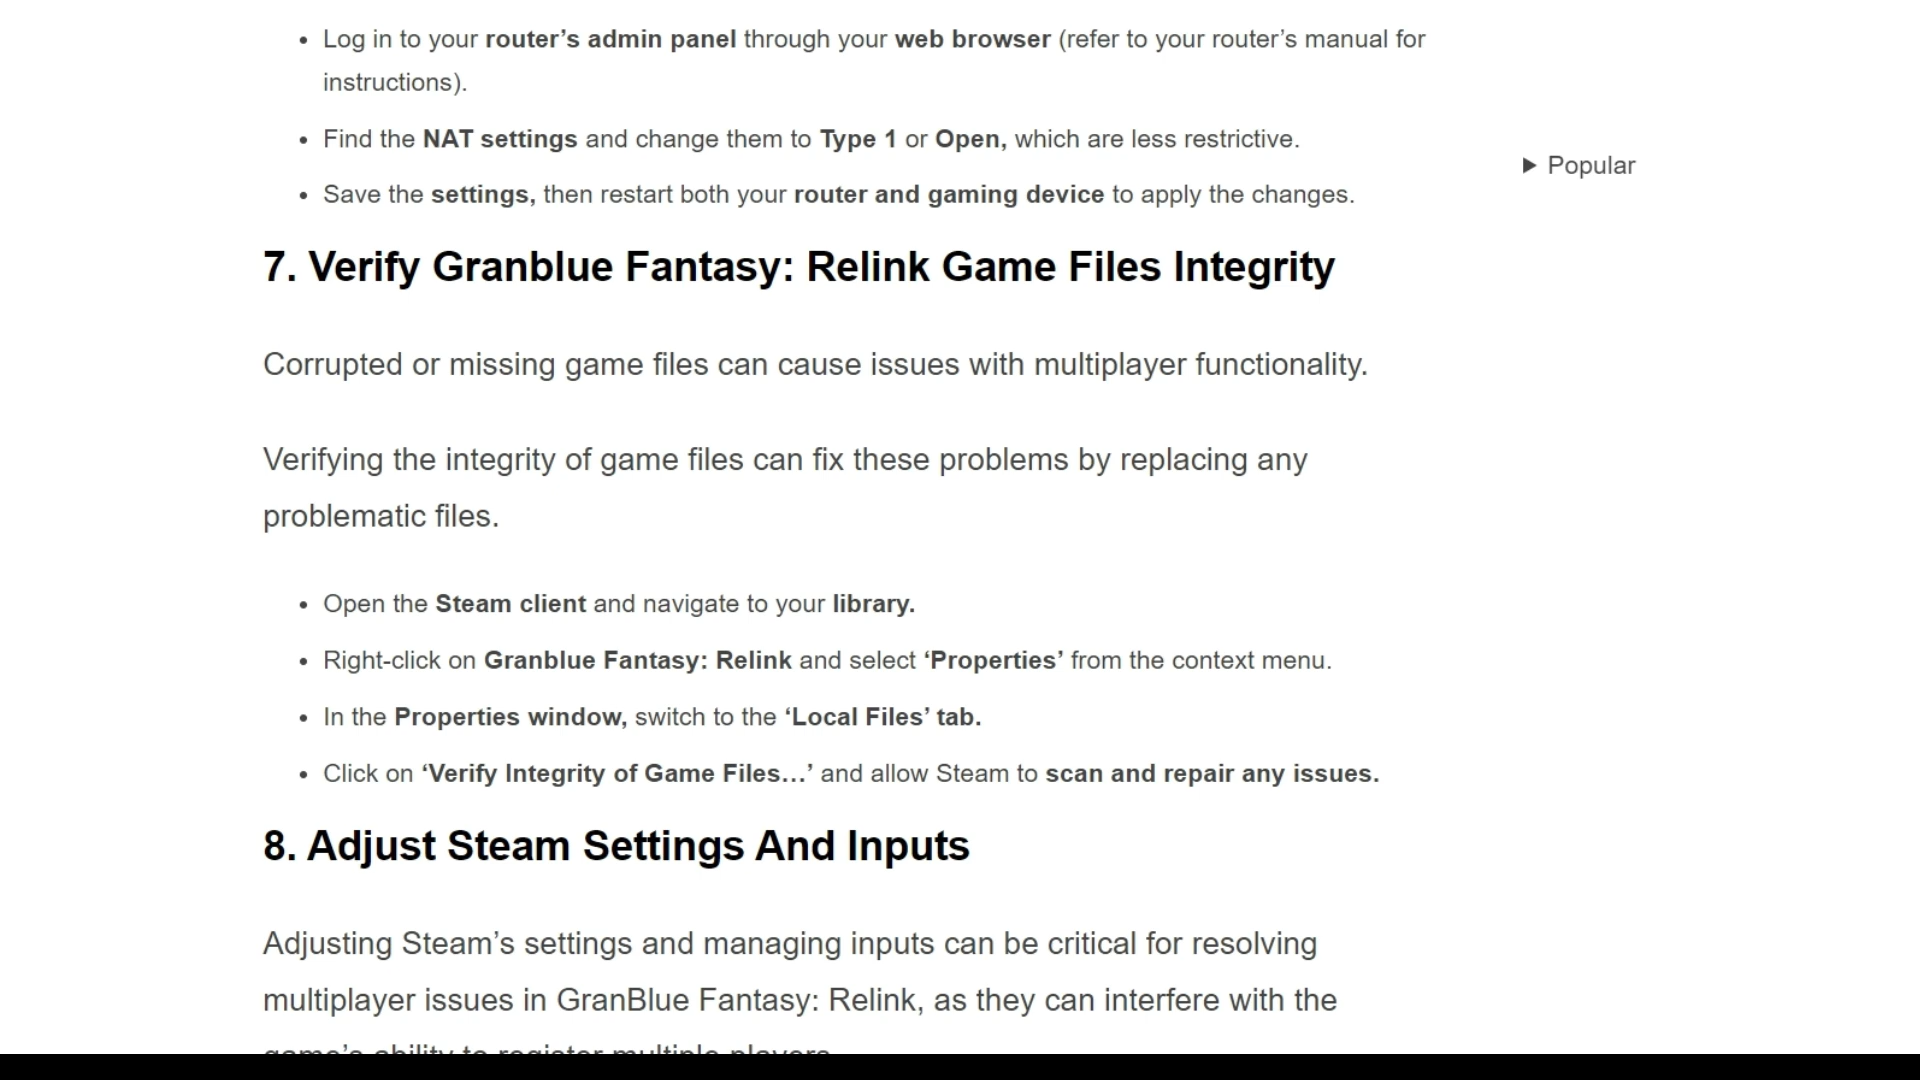 • Log in to your router’s admin panel through your web browser (refer to your router’s manual for
instructions).
• Find the NAT settings and change them to Type 1 or Open, which are less restrictive.
▶ Popular
• Save the settings, then restart both your router and gaming device to apply the changes.
7. Verify Granblue Fantasy: Relink Game Files Integrity
Corrupted or missing game files can cause issues with multiplayer functionality.
Verifying the integrity of game files can fix these problems by replacing any
problematic files.
• Open the Steam client and navigate to your library.
• Right-click on Granblue Fantasy: Relink and select ‘Properties’ from the context menu.
• In the Properties window, switch to the ‘Local Files’ tab.
• Click on ‘Verify Integrity of Game Files…’ and allow Steam to scan and repair any issues.
8. Adjust Steam Settings And Inputs
Adjusting Steam’s settings and managing inputs can be critical for resolving
multiplayer issues in GranBlue Fantasy: Relink, as they can interfere with the
game’s ability to register multiple players.